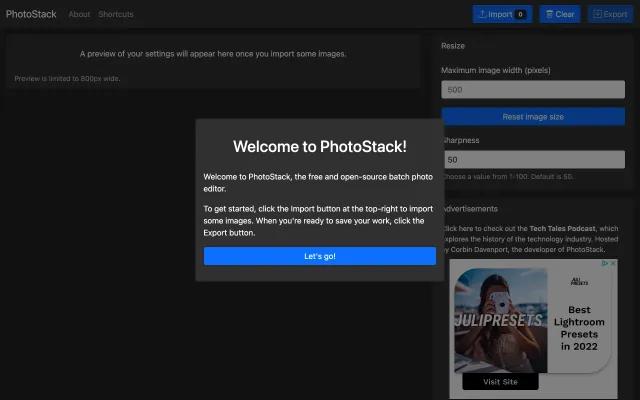 PhotoStack About Shortcuts Import 0 Clear Export
A preview of your settings will appear here once you import some images.
Preview is limited to 800px wide.
Resize
Maximum image width (pixels)
500
Reset image size
Sharpness
50
Choose a value from 1-100. Default is 50.
Welcome to PhotoStack!
Welcome to PhotoStack, the free and open-source batch photo
editor.
To get started, click the Import button at the top-right to import
some images. When you're ready to save your work, click the
Export button.
Let's go!
Advertisements
Click here to check out the Tech Tales Podcast, which
explores the history of the technology industry. Hosted
by Corbin Davenport, the developer of PhotoStack.
JULIPRESETS
JULI
PRESETS
Best
Lightroom
Presets
in 2022
Visit Site